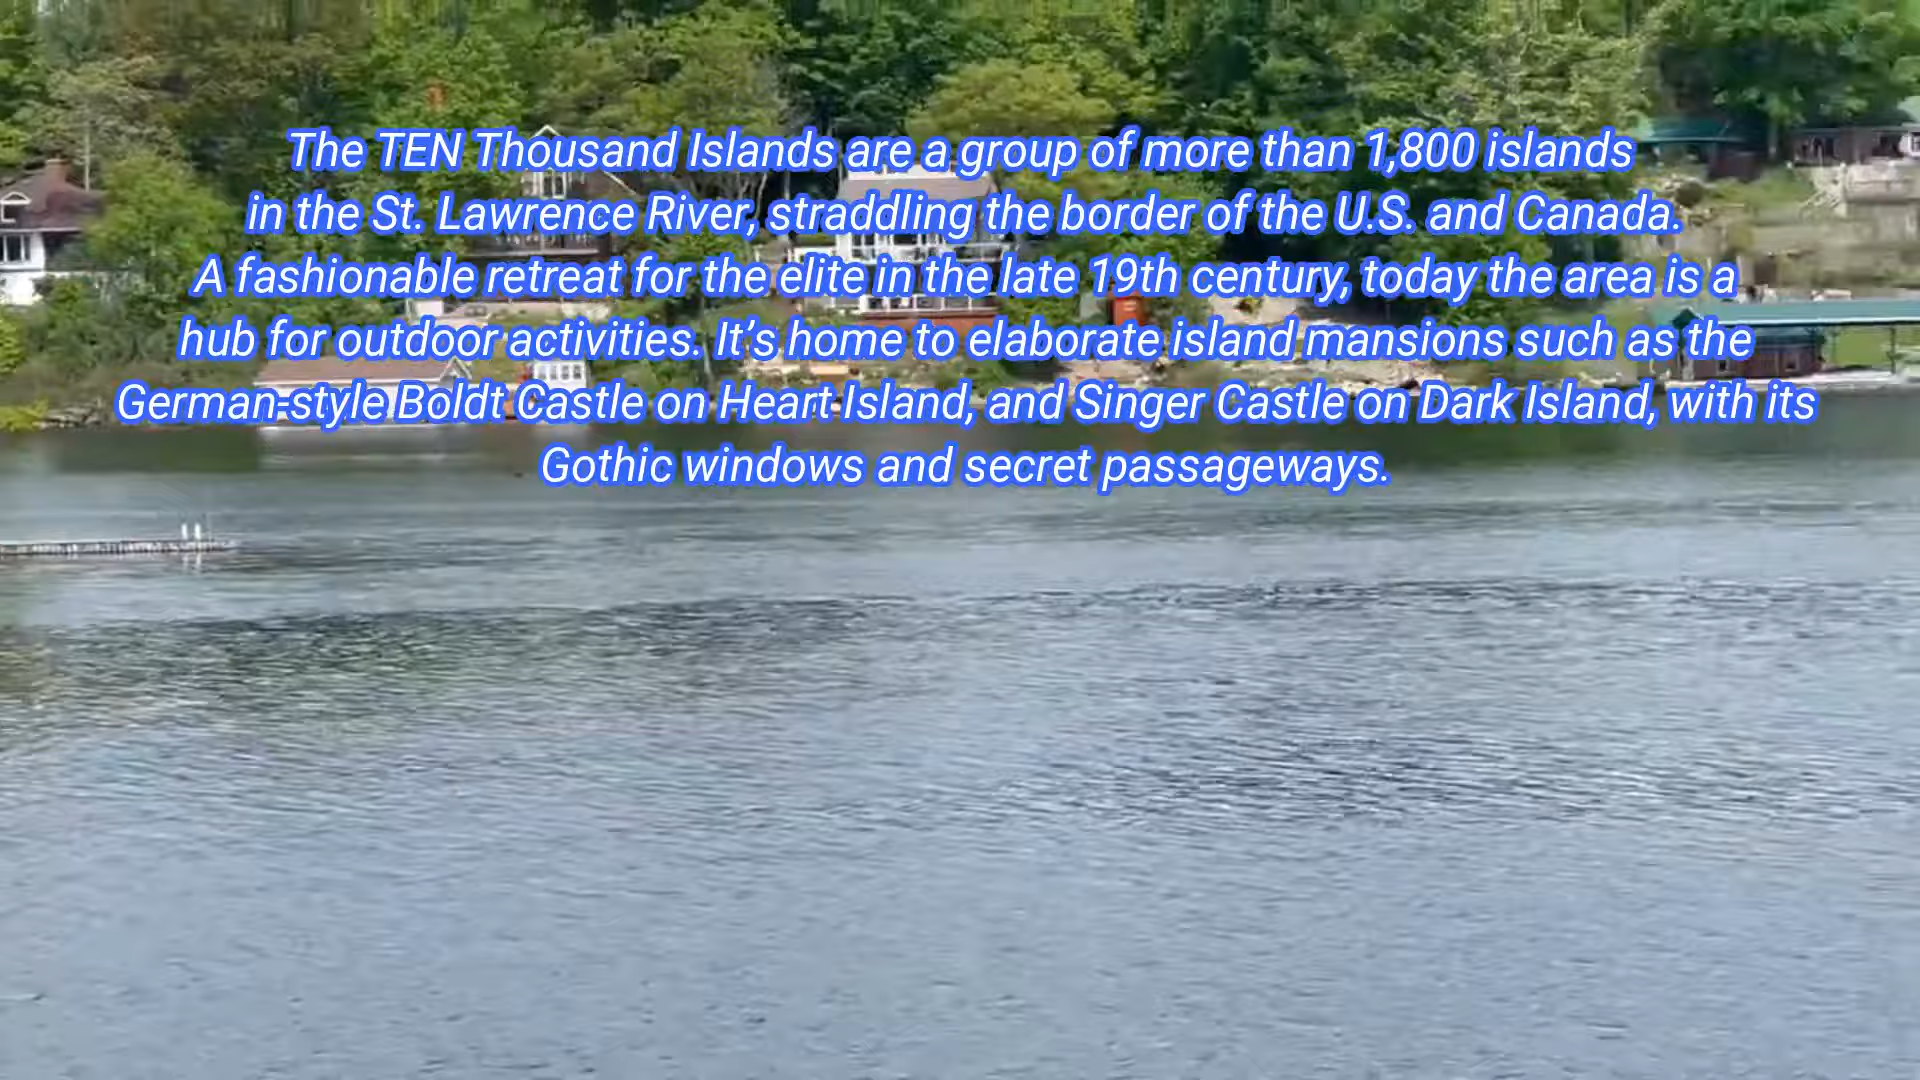 The TEN Thousand Islands are a group of more than 1,800 islands
in the St. Lawrence River, straddling the border of the U.S. and Canada.
A fashionable retreat for the elite in the late 19th century, today the area is a
hub for outdoor activities. It’s home to elaborate island mansions such as the
German-style Boldt Castle on Heart Island, and Singer Castle on Dark Island, with its
Gothic windows and secret passageways.